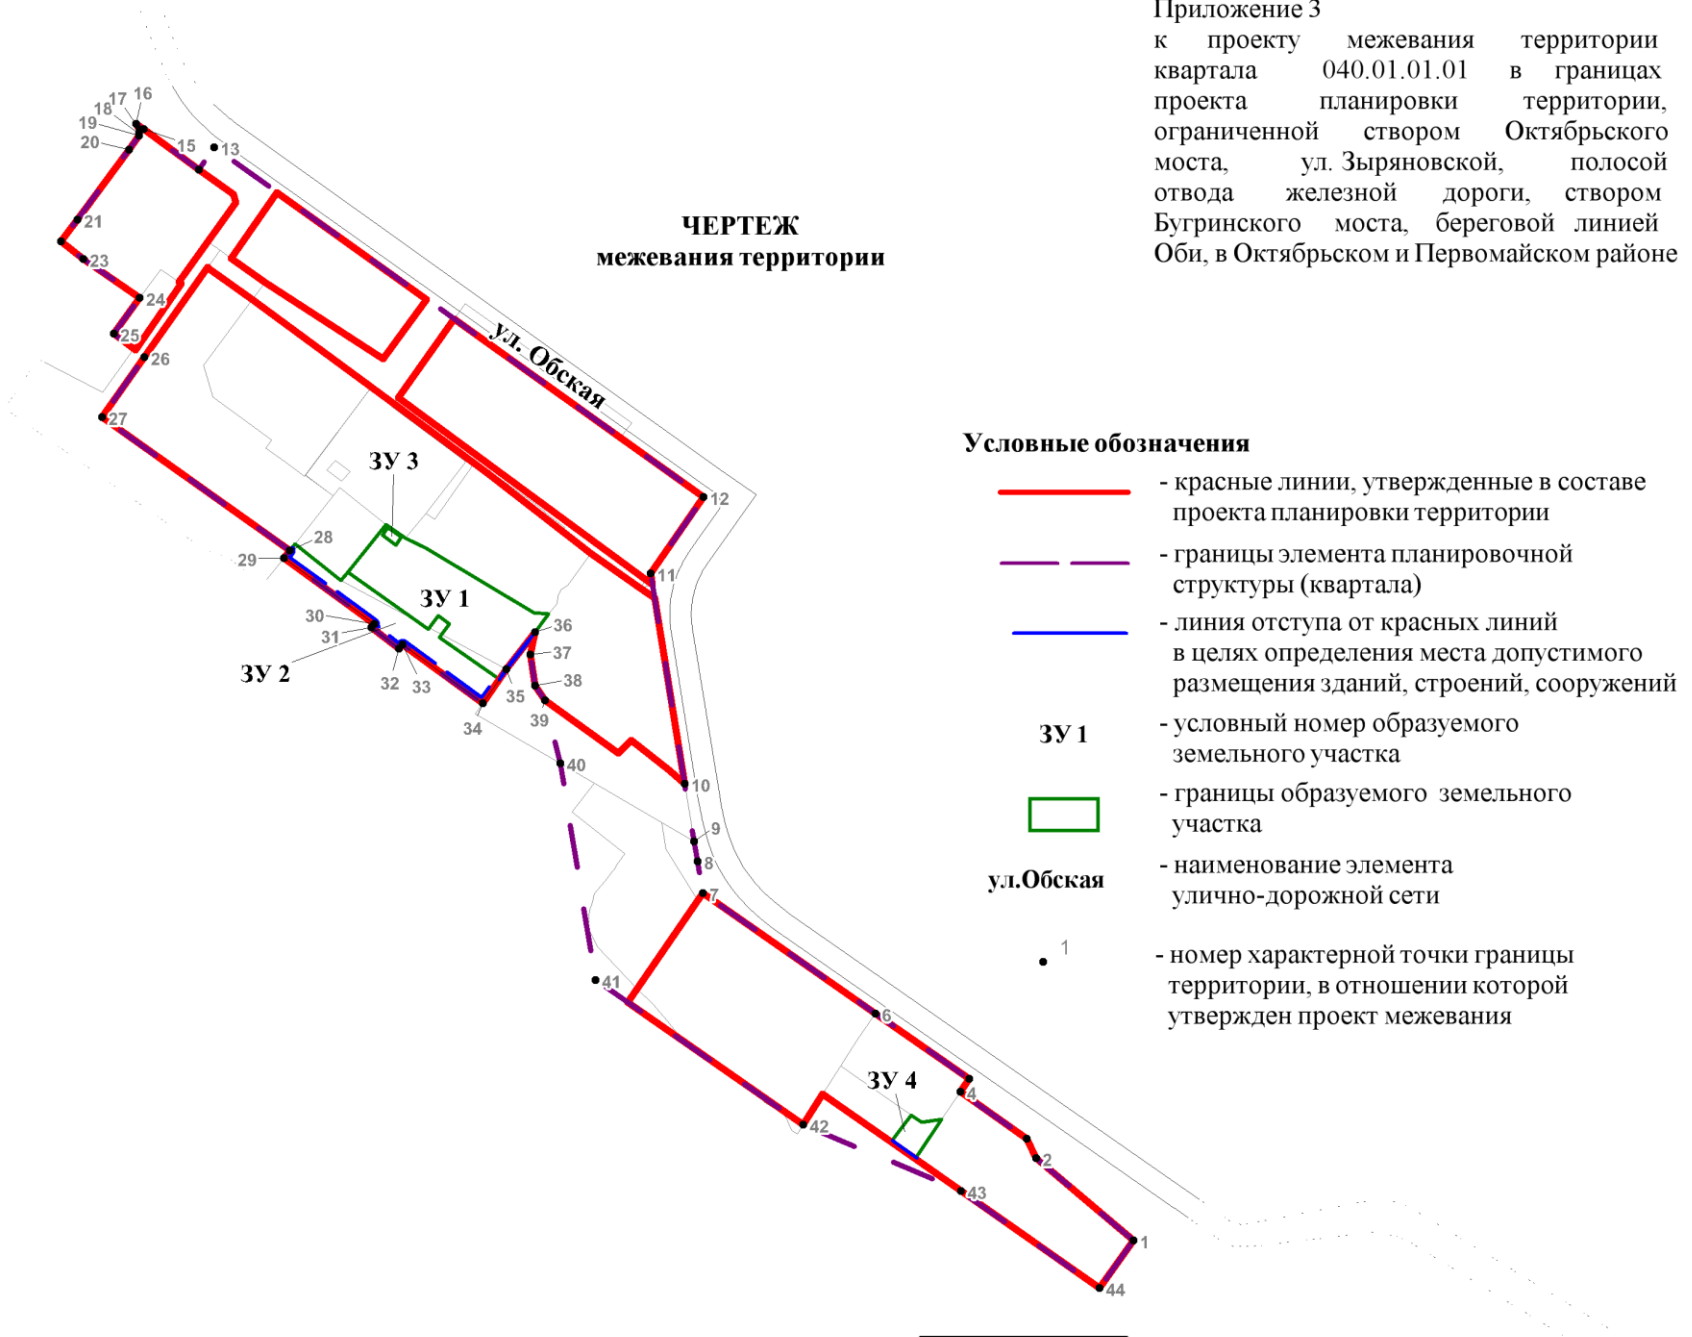 Приложение 3
к проекту межевания территории
квартала 040.01.01.01 в границах
проекта планировки территории,
ограниченной створом Октябрьского
моста, ул. Зыряновской, полосой
отвода железной дороги, створом
Бугринского моста, береговой линией
Оби, в Октябрьском и Первомайском районе
ЧЕРТЕЖ
межевания территории
ул. Обская
ЗУ 3
ЗУ 1
ЗУ 2
ЗУ 4
16
17
18
19
20
15
13
21
23
24
25
26
27
12
11
28
29
30
31
32
33
34
35
36
37
38
39
40
10
9
8
7
41
6
4
42
2
43
1
44
Условные обозначения
- красные линии, утвержденные в составе
проекта планировки территории
- границы элемента планировочной
структуры (квартала)
- линия отступа от красных линий
в целях определения места допустимого
размещения зданий, строений, сооружений
ЗУ 1
- условный номер образуемого
земельного участка
- границы образуемого земельного
участка
ул.Обская
- наименование элемента
улично-дорожной сети
1
- номер характерной точки границы
территории, в отношении которой
утвержден проект межевания